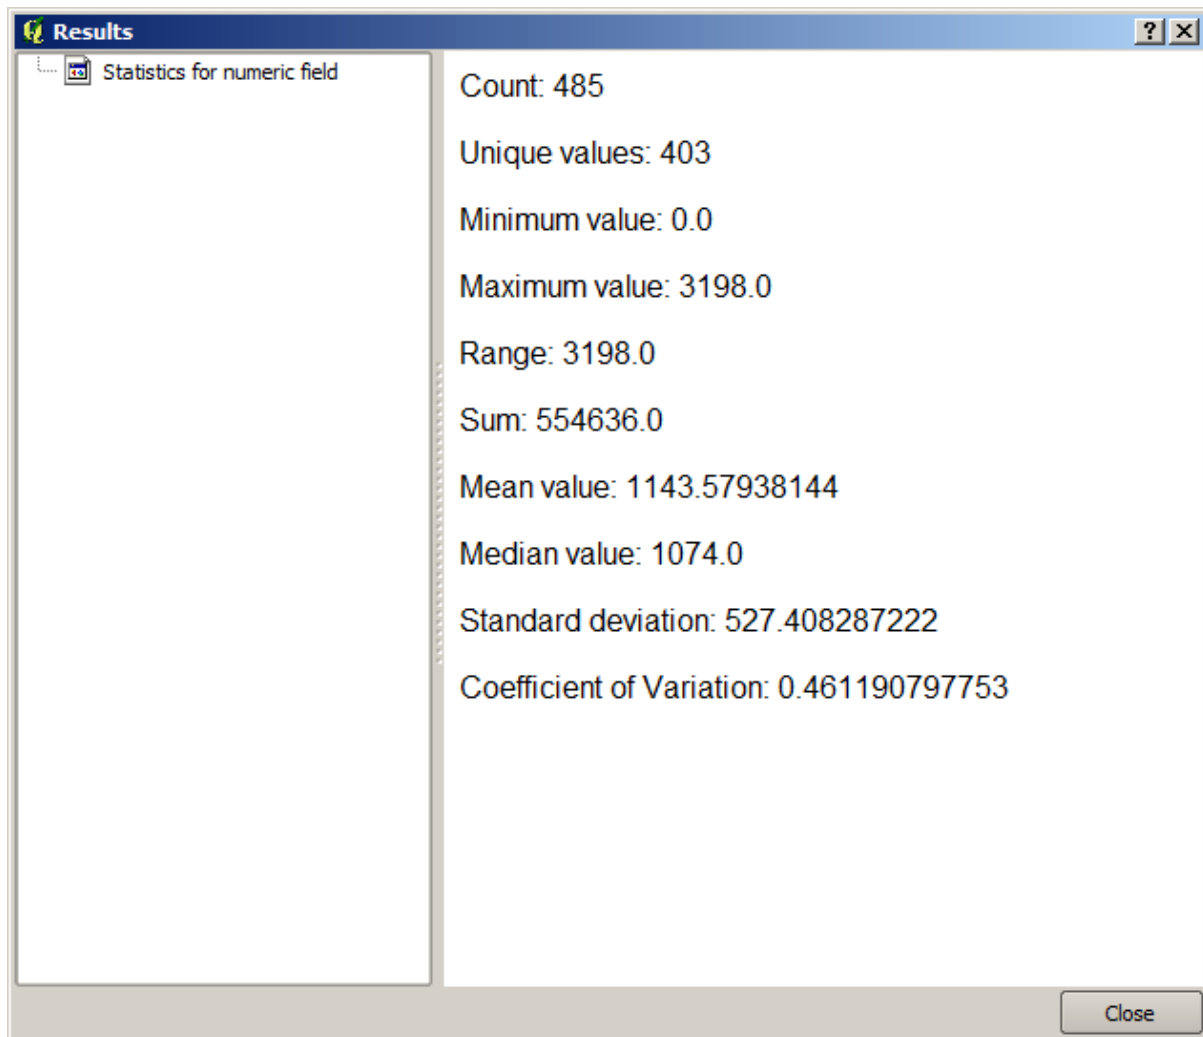 Results
Statistics for numeric field
Count: 485
Unique values: 403
Minimum value: 0.0
Maximum value: 3198.0
Range: 3198.0
Sum: 554636.0
Mean value: 1143.57938144
Median value: 1074.0
Standard deviation: 527.408287222
Coefficient of Variation: 0.461190797753
Close